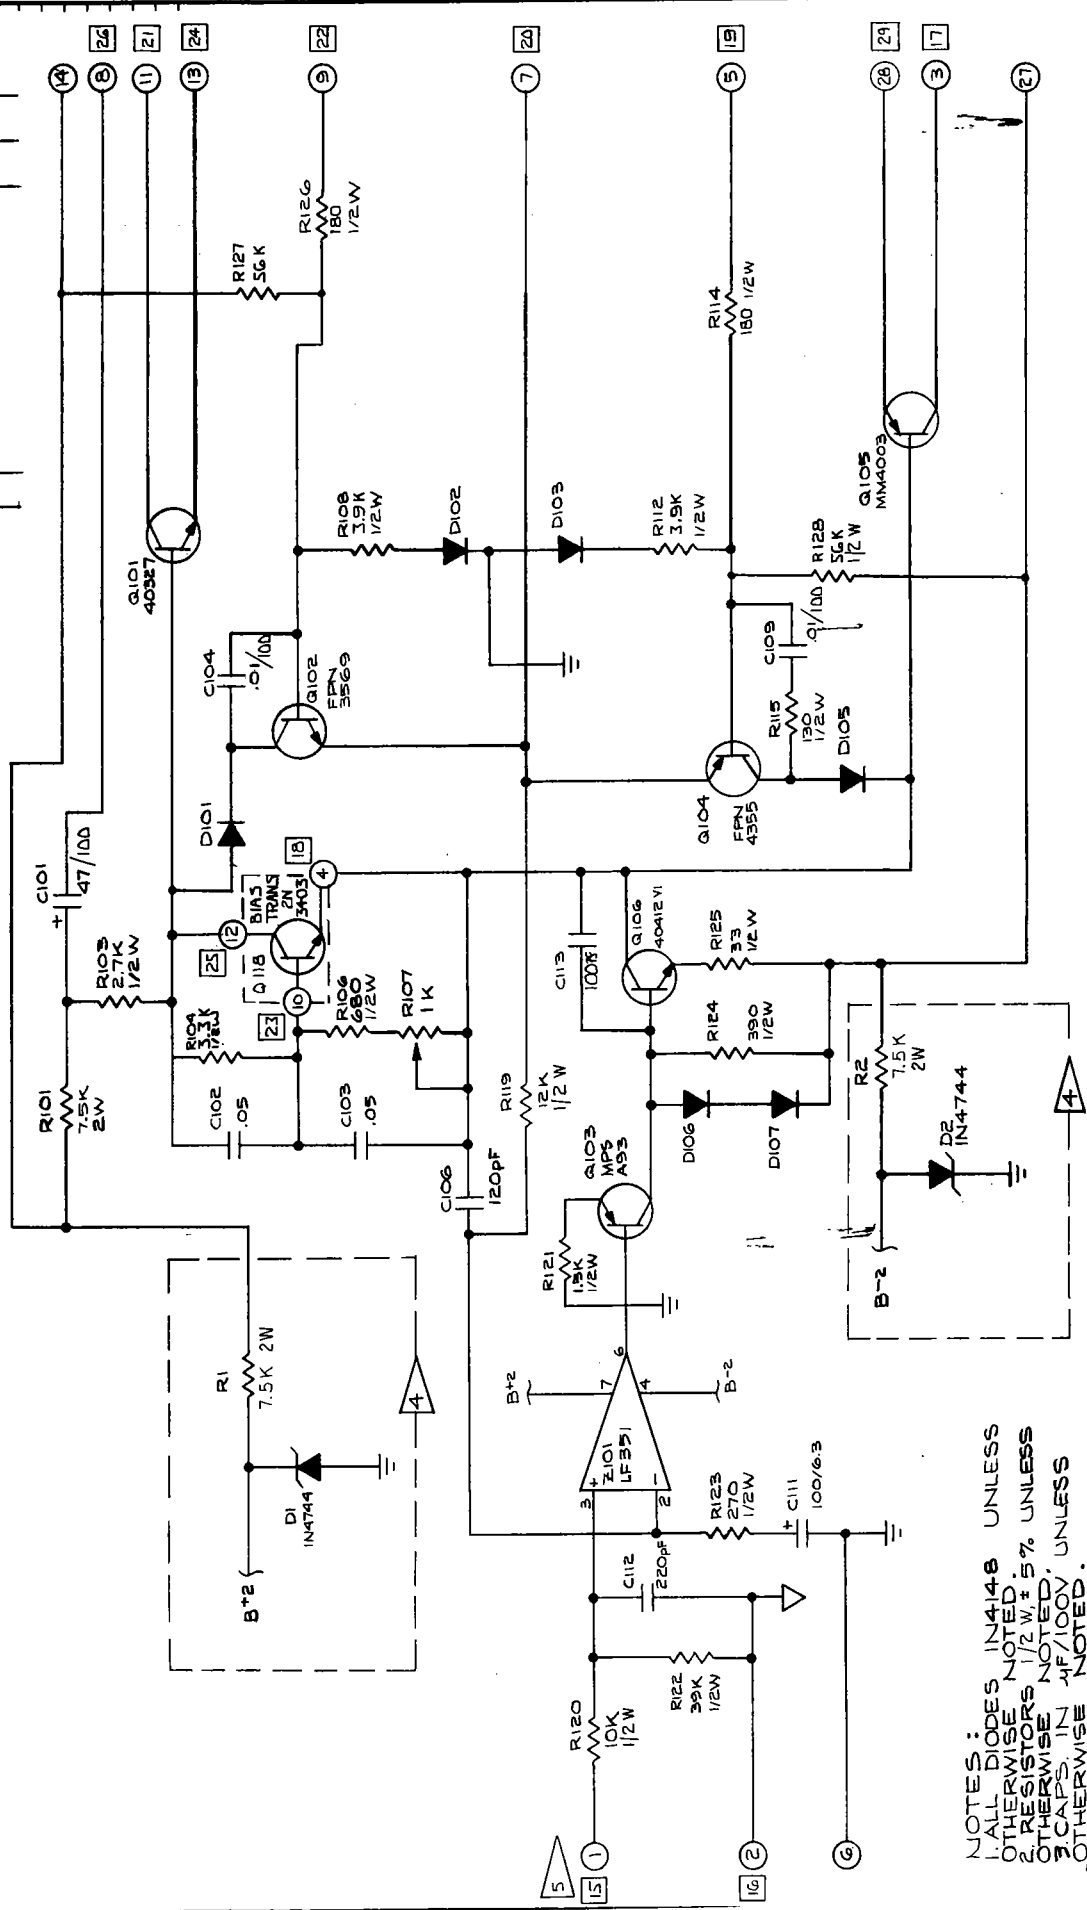 26
21
24
22
20
19
29
17
14
8
11
13
9
7
5
28
3
27
R126
180
1/2W
R127
56K
R114
180 1/2W
Q105
MM4003
Q101
40327
R108
3.9K
1/2W
D102
D103
R112
3.9K
1/2W
R128
56K
1/2W
C104
.01/100
Q102
FPN
3569
C109
.01/100
R115
130
1/2W
D105
Q104
FPN
4355
C101
+
47/100
D101
R103
2.7K
1/2W
25
12
BIAS
TRANS
2N
3403
18
4
Q118
10
23
R104
3.3K
1/2W
R106
680
1/2W
R107
1K
C113
100PF
Q106
40412V1
R125
33
1/2W
R124
390
1/2W
R101
7.5K
2W
C102
.05
C103
.05
R119
12K
1/2W
C106
120pF
Q103
MPS
A93
D106
D107
R2
7.5K
2W
D2
IN4744
4
B-2
R121
1.5K
1/2W
R1
7.5K 2W
4
D1
IN4744
B+2
B+2
7
6
4
B-2
Z101
LF351
+
-
3
2
R123
270
1/2W
+
C111
100/6.3
C112
220pF
R122
39K
1/2W
R120
10K
1/2W
5
15
1
16
2
6
NOTES:
1. ALL DIODES IN4148 UNLESS
OTHERWISE NOTED.
2. RESISTORS 1/2W, ± 5% UNLESS
OTHERWISE NOTED.
3. CAPS. IN µF/100V UNLESS
OTHERWISE NOTED.